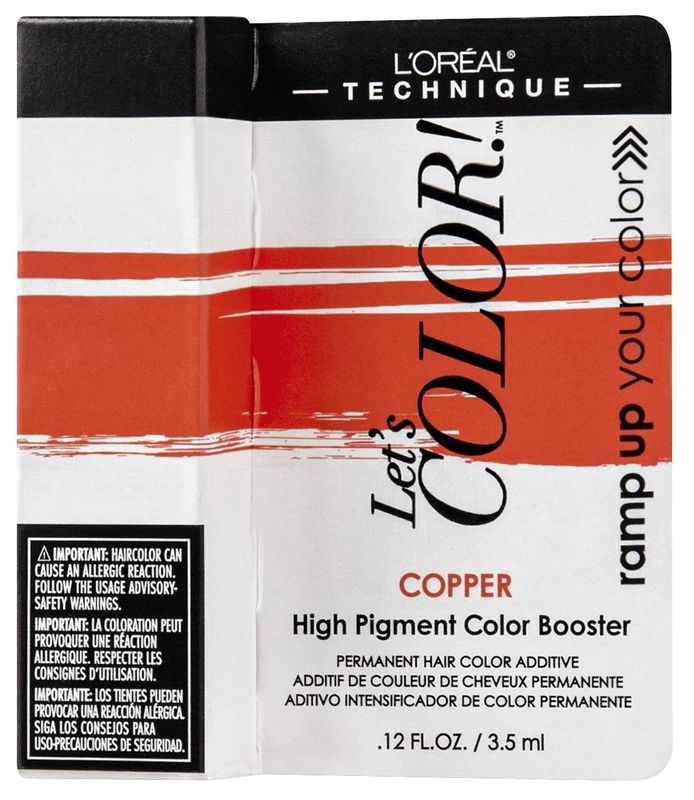 L'ORÉAL®
— TECHNIQUE —
Let's
COLOR!™
ramp up your color
COPPER
High Pigment Color Booster
PERMANENT HAIR COLOR ADDITIVE
ADDITIF DE COULEUR DE CHEVEUX PERMANENTE
ADITIVO INTENSIFICADOR DE COLOR PERMANENTE
.12 FL.OZ. / 3.5 ml
⚠ IMPORTANT: HAIRCOLOR CAN
CAUSE AN ALLERGIC REACTION.
FOLLOW THE USAGE ADVISORY-
SAFETY WARNINGS.
IMPORTANT: LA COLORATION PEUT
PROVOQUER UNE RÉACTION
ALLERGIQUE. RESPECTER LES
CONSIGNES D'UTILISATION.
IMPORTANTE: LOS TIENTES PUEDEN
PROVOCAR UNA REACCIÓN ALÉRGICA.
SIGA LOS CONSEJOS PARA
USO-PRECAUCIONES DE SEGURIDAD.